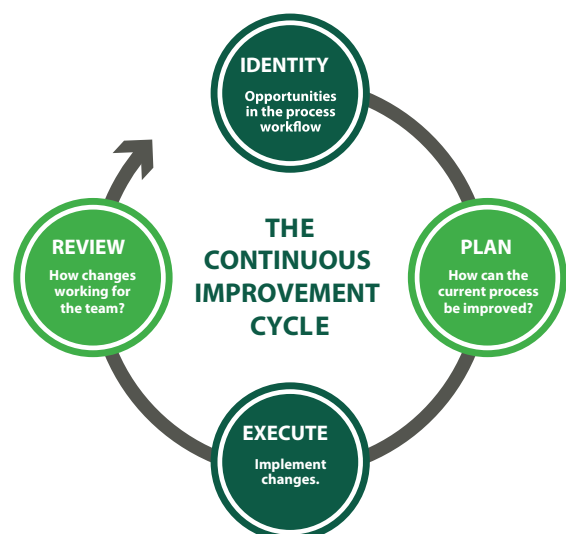 IDENTITY
Opportunities
in the process
workflow
REVIEW
How changes
working for
the team?
THE
CONTINUOUS
IMPROVEMENT
CYCLE
PLAN
How can the
current process
be improved?
EXECUTE
Implement
changes.